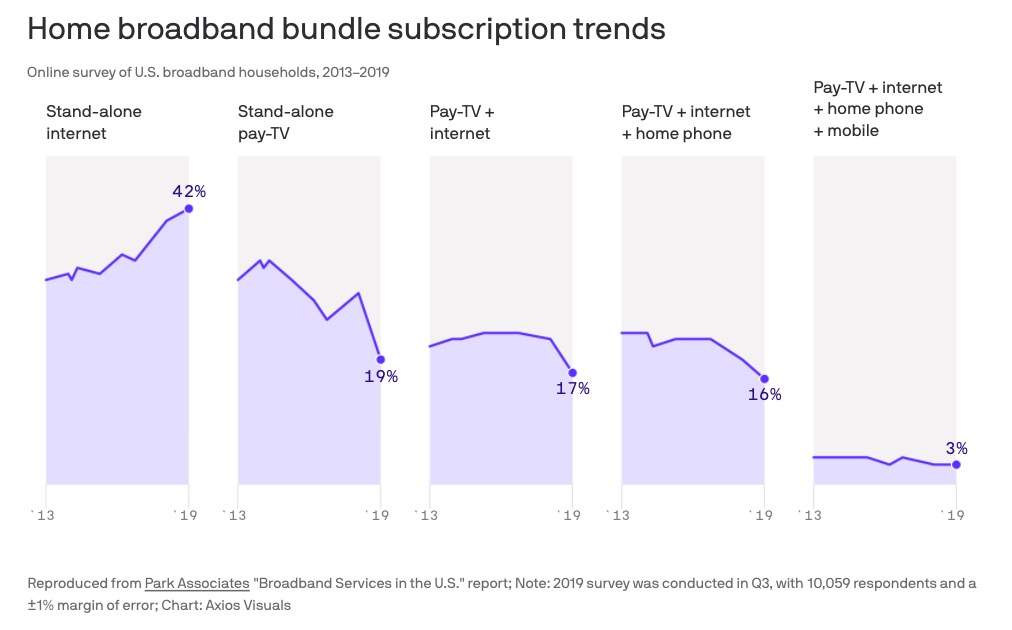 Home broadband bundle subscription trends
Online survey of U.S. broadband households, 2013–2019
Stand-alone
internet
Stand-alone
pay-TV
Pay-TV +
internet
Pay-TV + internet
+ home phone
Pay-TV + internet
+ home phone
+ mobile
42%
19%
17%
16%
3%
`13
`19
`13
`19
`13
`19
`13
`19
`13
`19
Reproduced from Park Associates "Broadband Services in the U.S." report; Note: 2019 survey was conducted in Q3, with 10,059 respondents and a
±1% margin of error; Chart: Axios Visuals